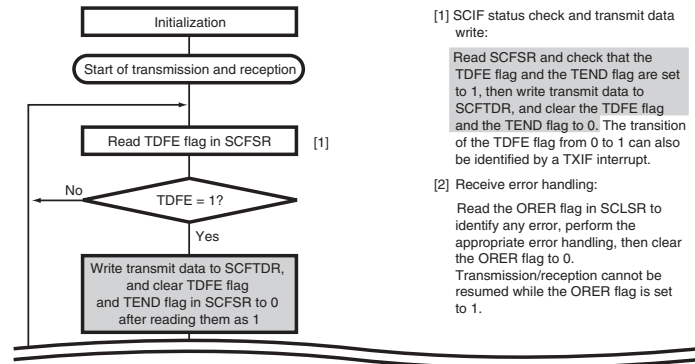 Initialization
Start of transmission and reception
Read TDFE flag in SCFSR
[1]
No
TDFE = 1?
Yes
Write transmit data to SCFTDR,
and clear TDFE flag
and TEND flag in SCFSR to 0
after reading them as 1
[1] SCIF status check and transmit data
write:
Read SCFSR and check that the
TDFE flag and the TEND flag are set
to 1, then write transmit data to
SCFTDR, and clear the TDFE flag
and the TEND flag to 0. The transition
of the TDFE flag from 0 to 1 can also
be identified by a TXIF interrupt.
[2] Receive error handling:
Read the ORER flag in SCLSR to
identify any error, perform the
appropriate error handling, then clear
the ORER flag to 0.
Transmission/reception cannot be
resumed while the ORER flag is set
to 1.